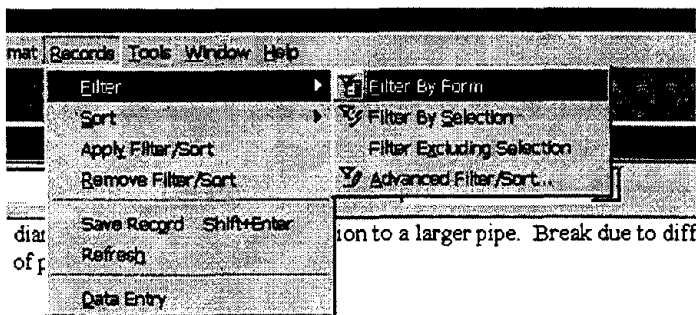 mat Records Tools Window Help
Filter Filter By Form
Sort Filter By Selection
Apply Filter/Sort Filter Excluding Selection
Remove Filter/Sort Advanced Filter/Sort...
Save Record Shift+Enter
dian ion to a larger pipe. Break due to diff
Refresh
of p
Data Entry